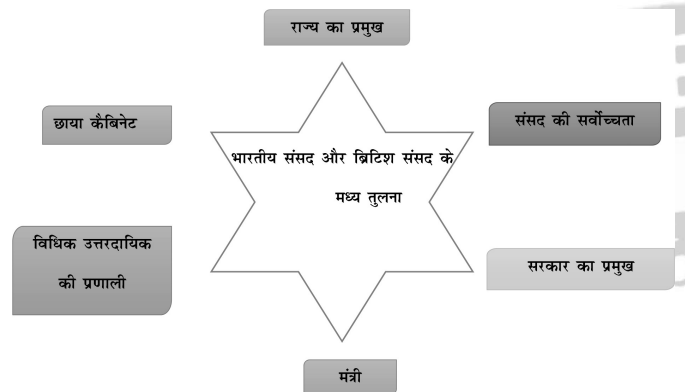 राज्य का प्रमुख
छाया कैबिनेट
संसद की सर्वोच्चता
भारतीय संसद और ब्रिटिश संसद के
मध्य तुलना
विधिक उत्तरदायिक
की प्रणाली
सरकार का प्रमुख
मंत्री